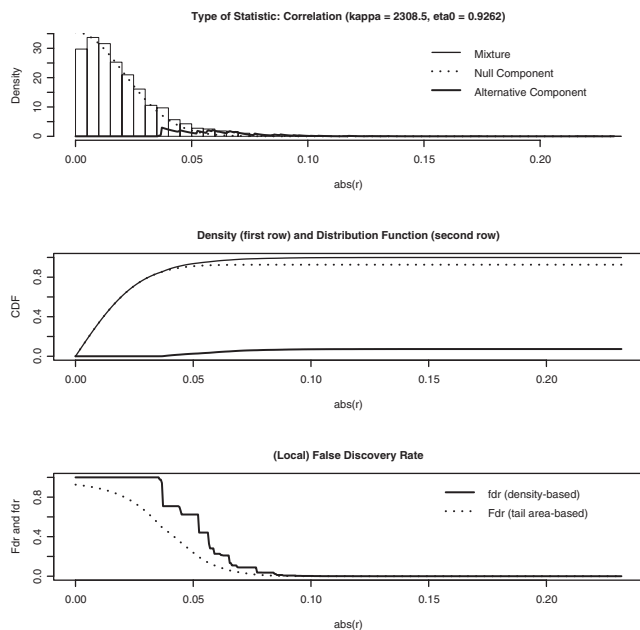 Type of Statistic: Correlation (kappa = 2308.5, eta0 = 0.9262)
Density
0 10 20 30
Mixture
Null Component
Alternative Component
0.00 0.05 0.10 0.15 0.20
abs(r)
Density (first row) and Distribution Function (second row)
CDF
0.0 0.4 0.8
0.00 0.05 0.10 0.15 0.20
abs(r)
(Local) False Discovery Rate
Fdr and fdr
0.0 0.4 0.8
fdr (density-based)
Fdr (tail area-based)
0.00 0.05 0.10 0.15 0.20
abs(r)